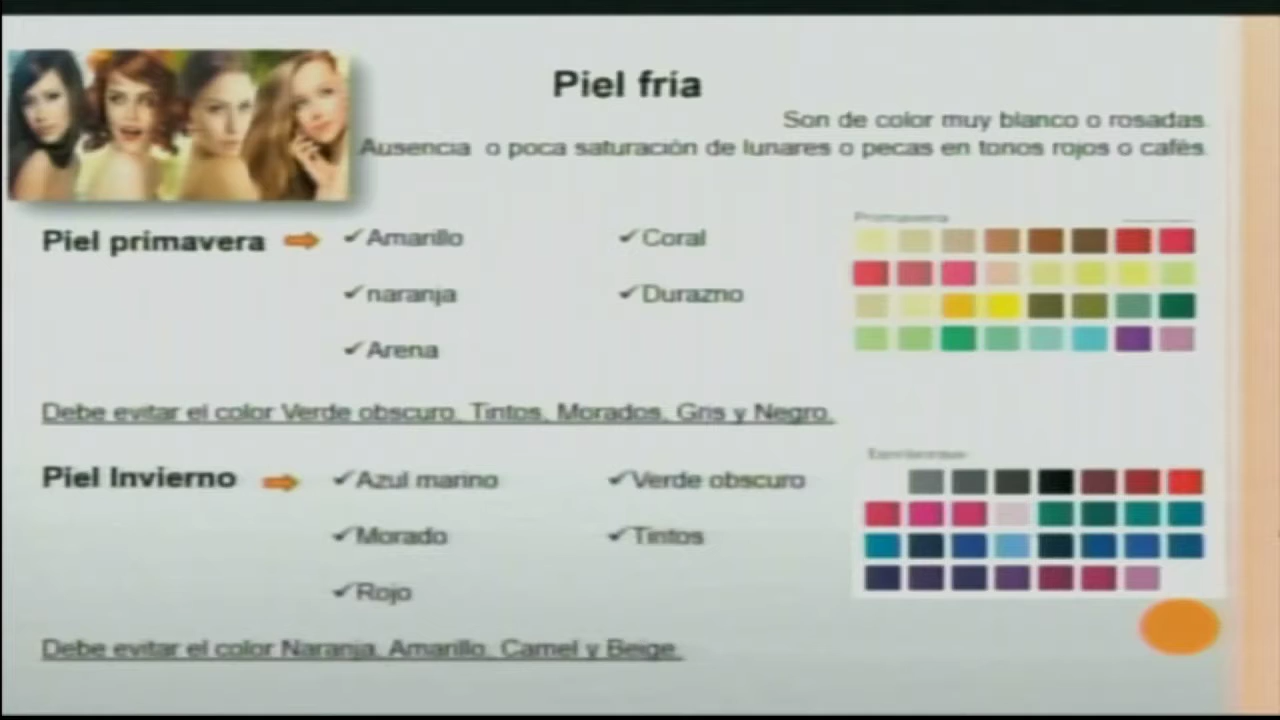 Piel fria
Son de color muy blanco o rosadas.
Ausencia o poca saturación de lunares o pecas en tonos rojos o cafés.
Piel primavera
Amarillo
Coral
naranja
Durazno
Arena
Primavera
Debe evitar el color Verde obscuro, Tintos, Morados, Gris y Negro.
Piel Invierno
Azul marino
Verde obscuro
Morado
Tintos
Rojo
Debe evitar el color Naranja, Amarillo, Camel y Beige.